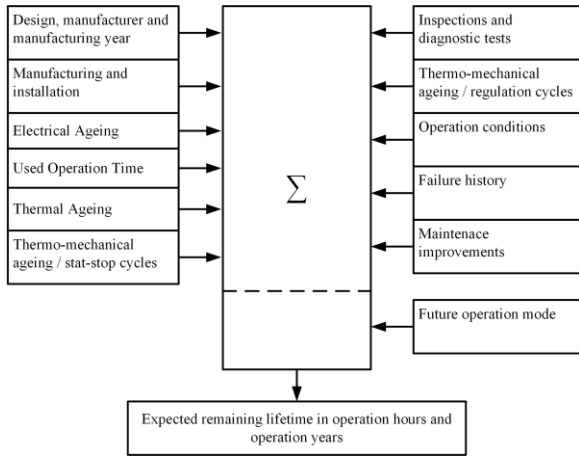 Design, manufacturer and
manufacturing year
Manufacturing and
installation
Electrical Ageing
Used Operation Time
Thermal Ageing
Thermo-mechanical
ageing / stat-stop cycles
∑
Inspections and
diagnostic tests
Thermo-mechanical
ageing / regulation cycles
Operation conditions
Failure history
Maintenace
improvements
Future operation mode
Expected remaining lifetime in operation hours and
operation years